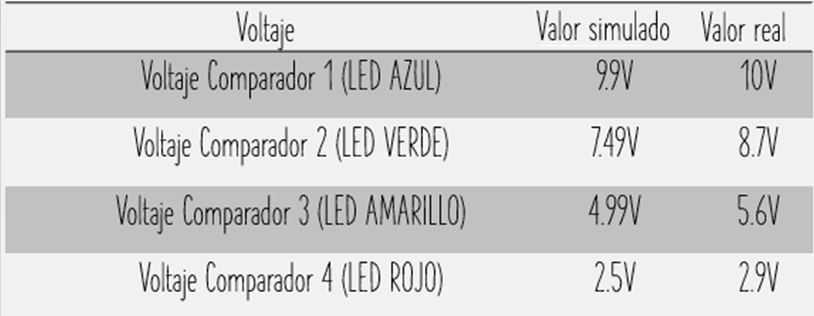 Voltaje Valor simulado Valor real
Voltaje Comparador 1 (LED AZUL) 9.9V 10V
Voltaje Comparador 2 (LED VERDE) 7.49V 8.7V
Voltaje Comparador 3 (LED AMARILLO) 4.99V 5.6V
Voltaje Comparador 4 (LED ROJO) 2.5V 2.9V